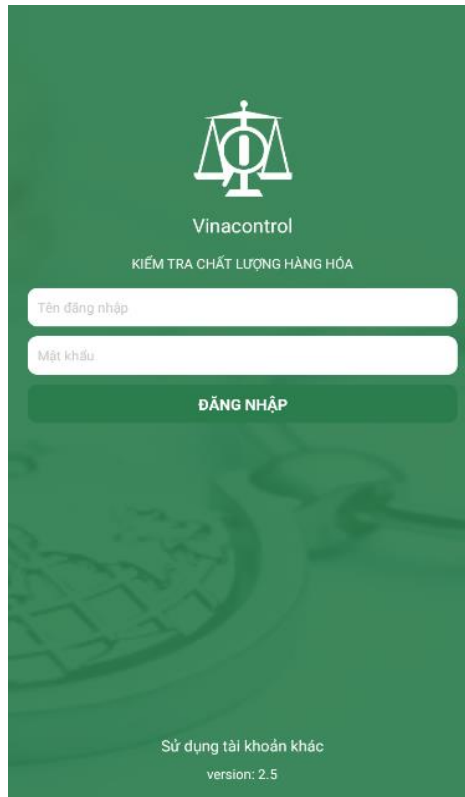 Vinacontrol
KIỂM TRA CHẤT LƯỢNG HÀNG HÓA
Tên đăng nhập
Mật khẩu
ĐĂNG NHẬP
Sử dụng tài khoản khác
version: 2.5